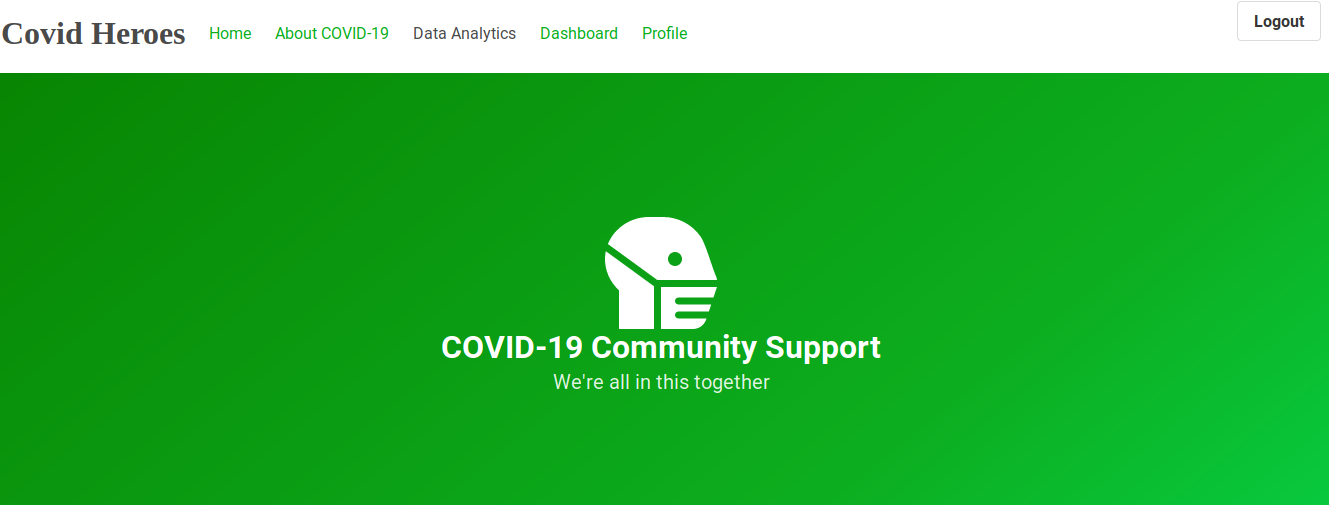 Covid Heroes Home About COVID-19 Data Analytics Dashboard Profile Logout
COVID-19 Community Support
We're all in this together